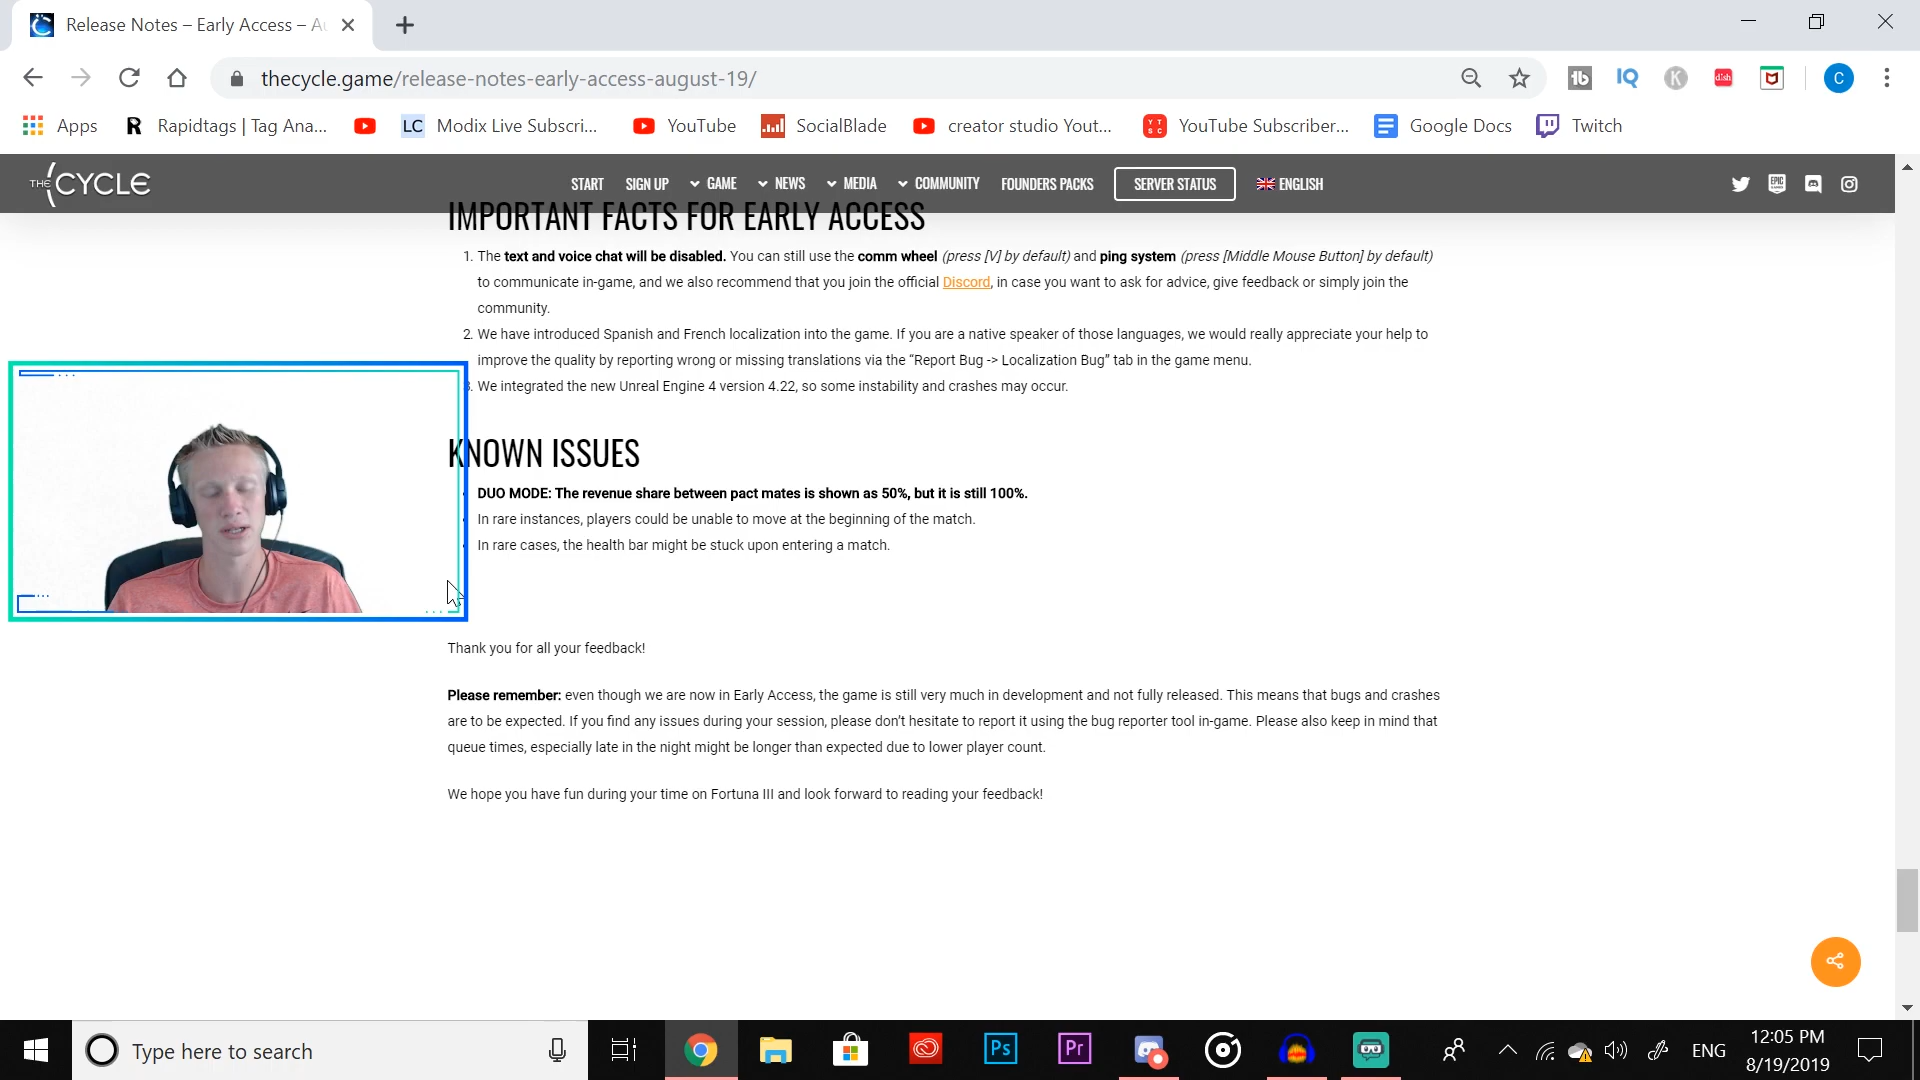 Release Notes – Early Access – Au
thecycle.game/release-notes-early-access-august-19/
Apps
Rapidtags | Tag Ana...
LC Modix Live Subscri...
YouTube
SocialBlade
creator studio Yout...
YouTube Subscriber...
Google Docs
Twitch
THE CYCLE
START SIGN UP GAME NEWS MEDIA COMMUNITY FOUNDERS PACKS SERVER STATUS ENGLISH
IMPORTANT FACTS FOR EARLY ACCESS
1. The text and voice chat will be disabled. You can still use the comm wheel (press [V] by default) and ping system (press [Middle Mouse Button] by default)
to communicate in-game, and we also recommend that you join the official Discord, in case you want to ask for advice, give feedback or simply join the
community.
2. We have introduced Spanish and French localization into the game. If you are a native speaker of those languages, we would really appreciate your help to
improve the quality by reporting wrong or missing translations via the “Report Bug -> Localization Bug” tab in the game menu.
3. We integrated the new Unreal Engine 4 version 4.22, so some instability and crashes may occur.
KNOWN ISSUES
DUO MODE: The revenue share between pact mates is shown as 50%, but it is still 100%.
In rare instances, players could be unable to move at the beginning of the match.
In rare cases, the health bar might be stuck upon entering a match.
Thank you for all your feedback!
Please remember: even though we are now in Early Access, the game is still very much in development and not fully released. This means that bugs and crashes
are to be expected. If you find any issues during your session, please don't hesitate to report it using the bug reporter tool in-game. Please also keep in mind that
queue times, especially late in the night might be longer than expected due to lower player count.
We hope you have fun during your time on Fortuna III and look forward to reading your feedback!
Type here to search
Ps
Pr
ENG
12:05 PM
8/19/2019